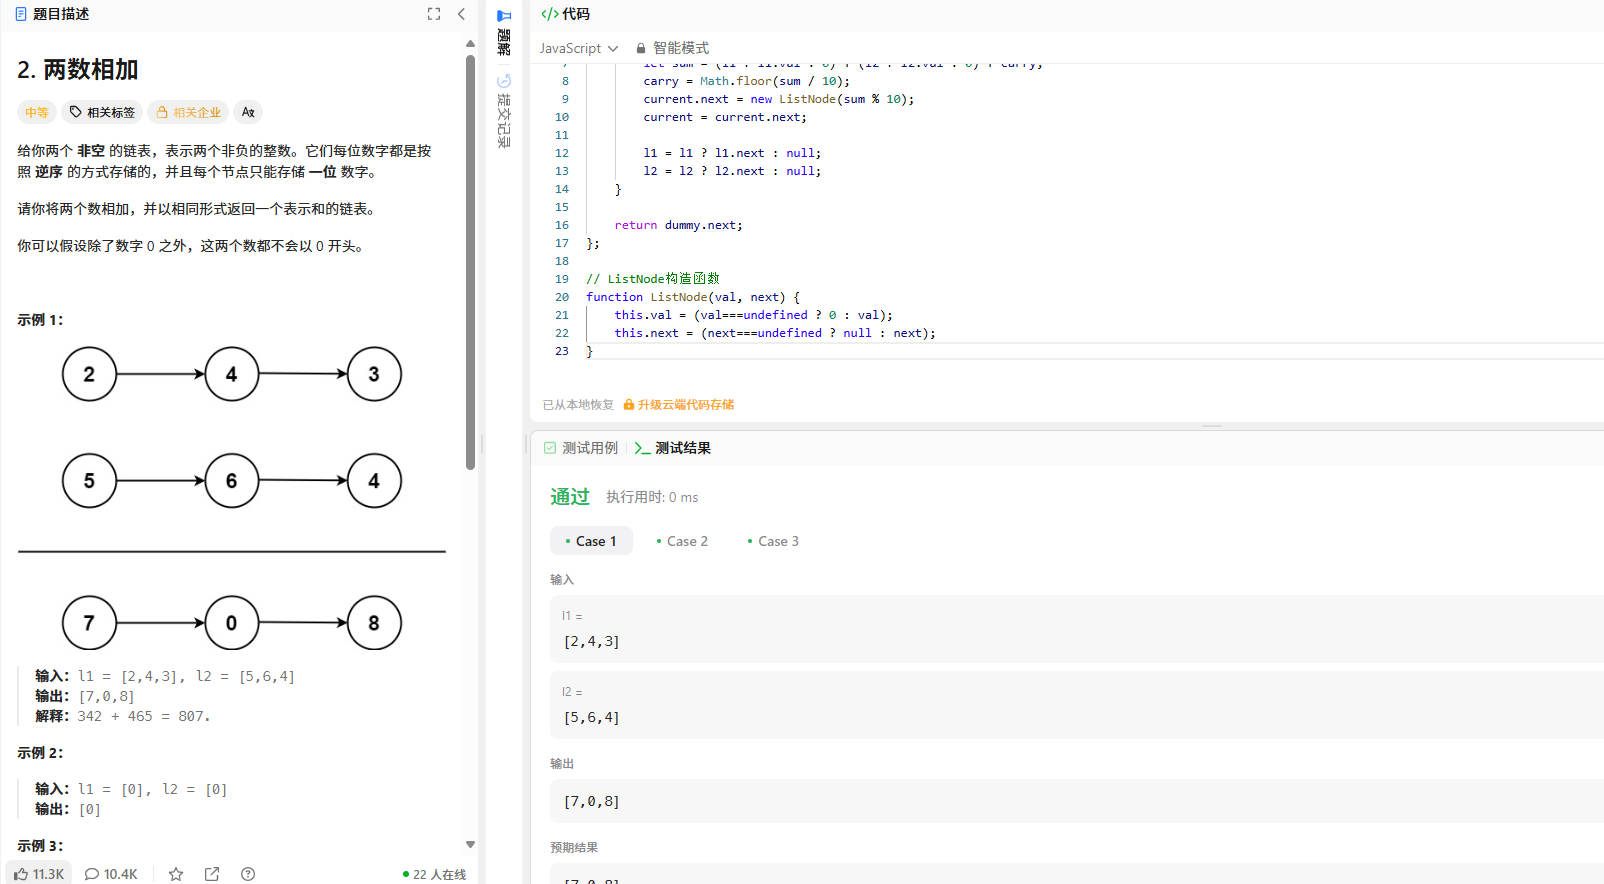 题目描述
2. 两数相加
中等
相关标签
相关企业
给你两个 非空 的链表，表示两个非负的整数。它们每位数字都是按
照 逆序 的方式存储的，并且每个节点只能存储 一位 数字。
请你将两个数相加，并以相同形式返回一个表示和的链表。
你可以假设除了数字 0 之外，这两个数都不会以 0 开头。
示例 1：
2 4 3
5 6 4
7 0 8
输入：l1 = [2,4,3], l2 = [5,6,4]
输出：[7,0,8]
解释：342 + 465 = 807.
示例 2：
输入：l1 = [0], l2 = [0]
输出：[0]
示例 3：
11.3K
10.4K
22 人在线
题解
提交记录
代码
JavaScript
智能模式
8 carry = Math.floor(sum / 10);
9 current.next = new ListNode(sum % 10);
10 current = current.next;
11
12 l1 = l1 ? l1.next : null;
13 l2 = l2 ? l2.next : null;
14 }
15
16 return dummy.next;
17 };
18
19 // ListNode构造函数
20 function ListNode(val, next) {
21 this.val = (val===undefined ? 0 : val);
22 this.next = (next===undefined ? null : next);
23 }
已从本地恢复
升级云端代码存储
测试用例
测试结果
通过
执行用时: 0 ms
Case 1
Case 2
Case 3
输入
l1 =
[2,4,3]
l2 =
[5,6,4]
输出
[7,0,8]
预期结果